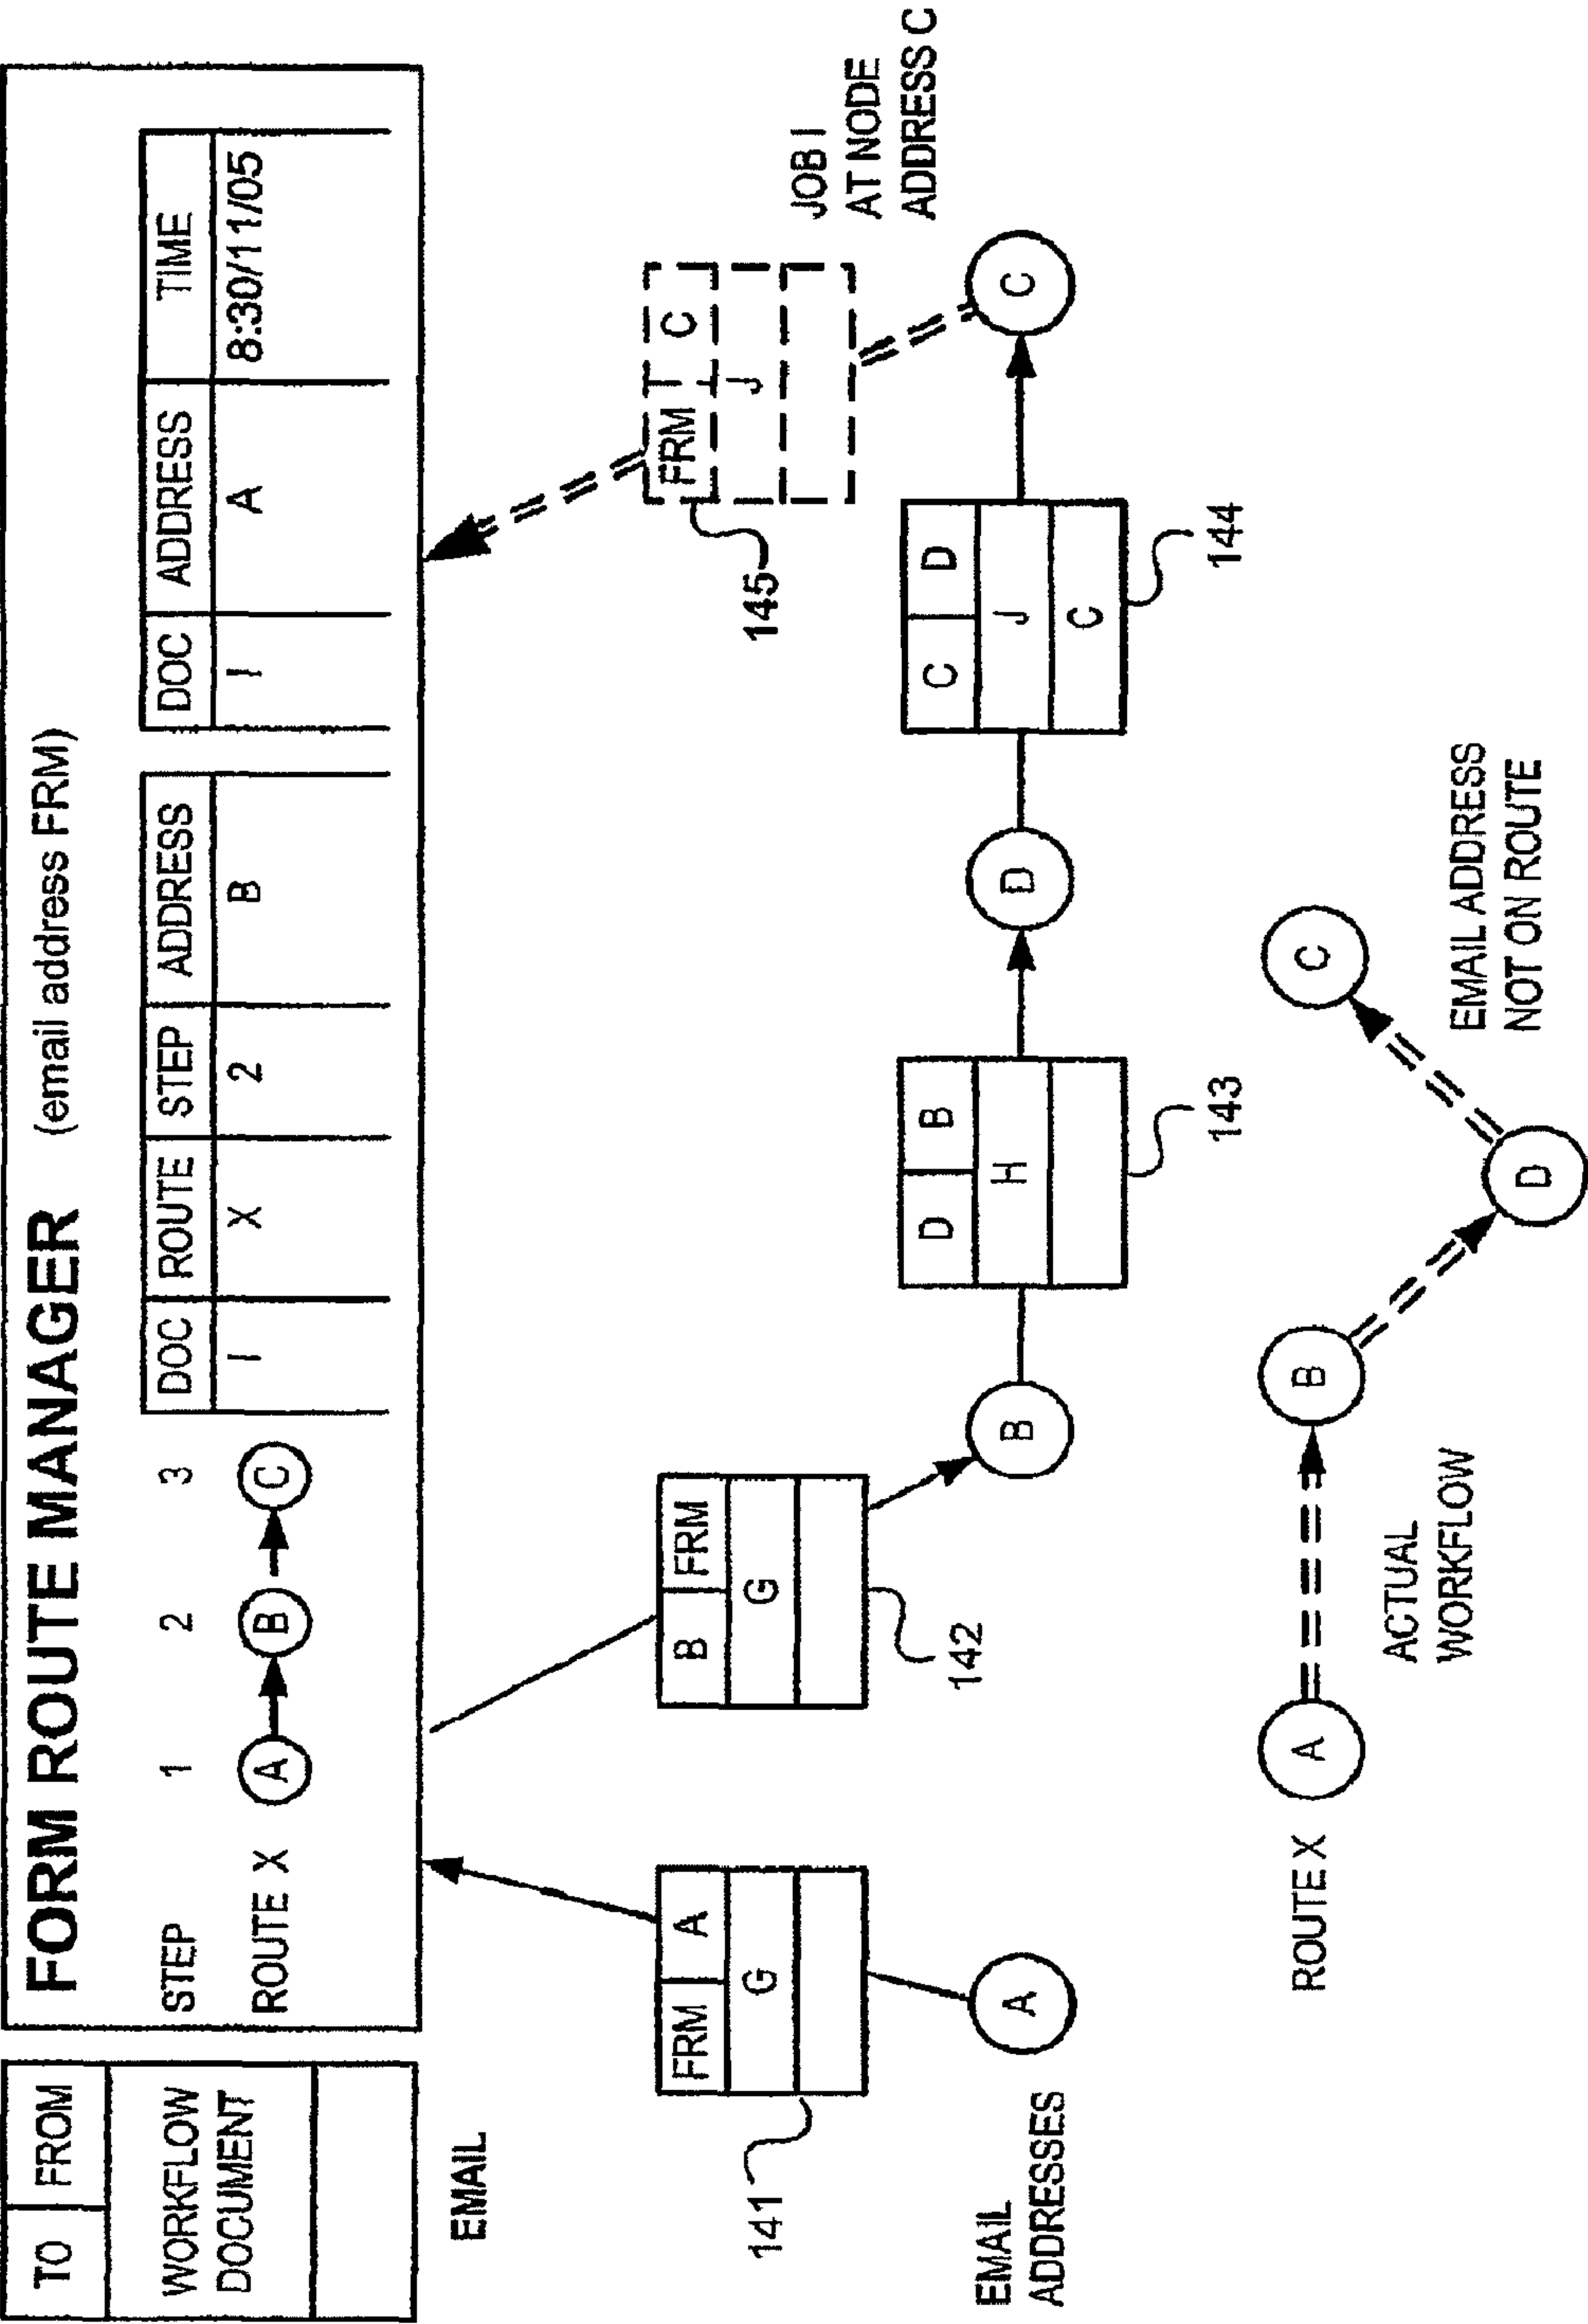 TO FROM
WORKFLOW
DOCUMENT
EMAIL
FORM ROUTE MANAGER (email address FRM)
STEP 1 2 3
ROUTE X A B C
DOC ROUTE STEP ADDRESS
I X 2 B
DOC ADDRESS TIME
I A 8:30/11/05
FRM A
G
141
B FRM
G
142
FRM C
J
145
JOB I
AT NODE
ADDRESS C
D B
H
143
C D
J
C
144
EMAIL
ADDRESSES
A
B
D
C
ROUTE X
A
B
D
C
ACTUAL
WORKFLOW
EMAIL ADDRESS
NOT ON ROUTE